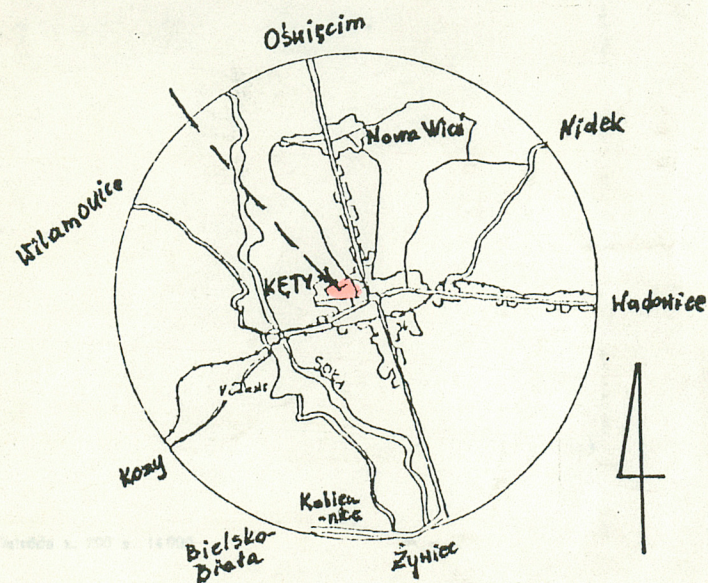 Oświęcim
Nowa Wieś
Nidek
Wilamowice
KĘTY
Wadowice
SOŁA
Kozy
Kobier
-nice
Bielsko-
Biała
Żywiec